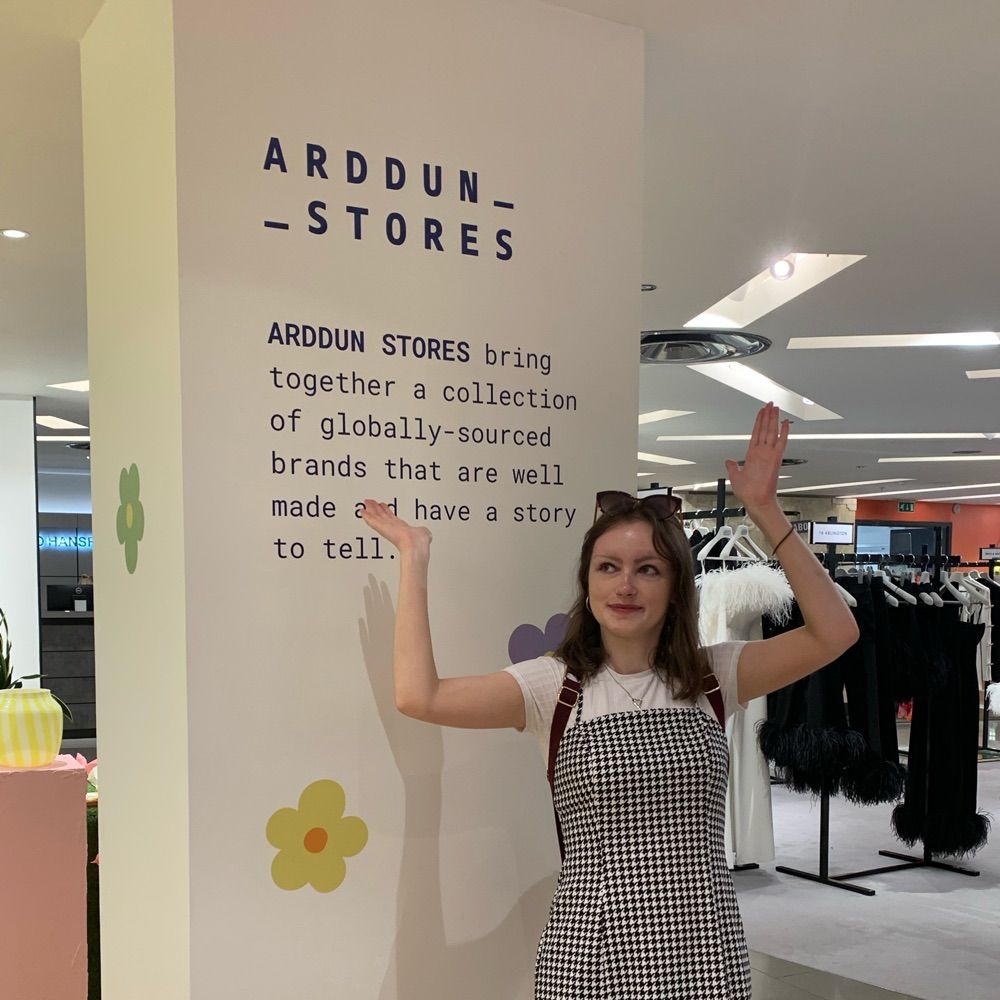 ARDDUN_
_STORES
ARDDUN STORES bring
together a collection
of globally-sourced
brands that are well
made and have a story
to tell.